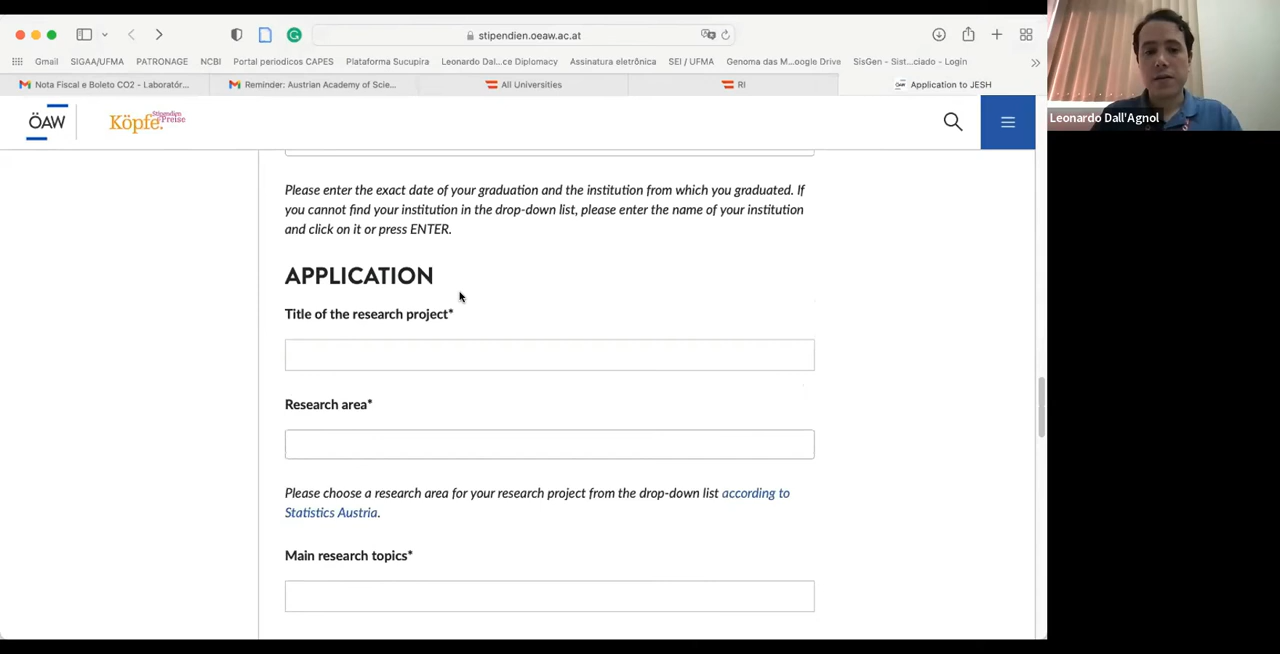 stipendien.oeaw.ac.at
Gmail SIGAA/UFMA PATRONAGE NCBI Portal periodicos CAPES Plataforma Sucupira Leonardo Dal...ce Diplomacy Assinatura eletrônica SEI / UFMA Genoma das M...oogle Drive SisGen - Sist...ciado - Login
Nota Fiscal e Boleto CO2 - Laboratór... Reminder: Austrian Academy of Scie... All Universities RI Application to JESH
ÖAW Köpfe. Stipendien Preise
Leonardo Dall'Agnol
Please enter the exact date of your graduation and the institution from which you graduated. If
you cannot find your institution in the drop-down list, please enter the name of your institution
and click on it or press ENTER.
APPLICATION
Title of the research project*
Research area*
Please choose a research area for your research project from the drop-down list according to
Statistics Austria.
Main research topics*